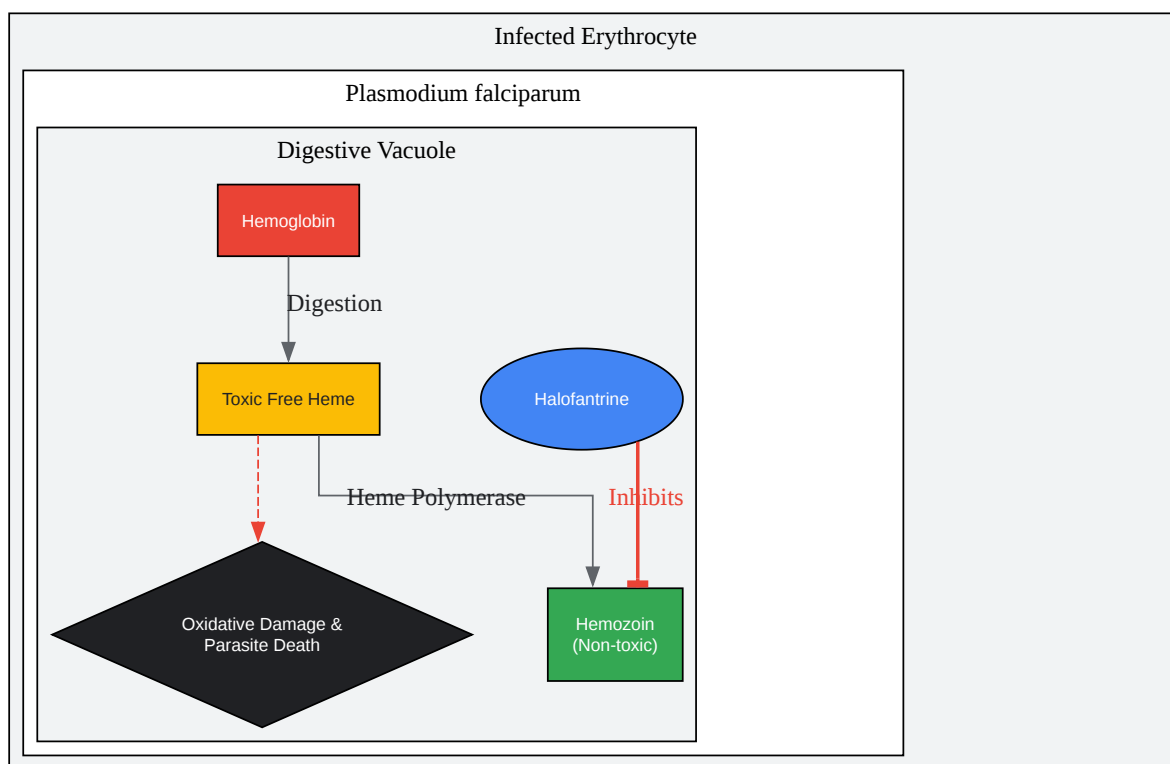 Infected Erythrocyte
Plasmodium falciparum
Digestive Vacuole
Hemoglobin
Digestion
Toxic Free Heme
Halofantrine
Heme Polymerase
Inhibits
Oxidative Damage &
Parasite Death
Hemozoin
(Non-toxic)